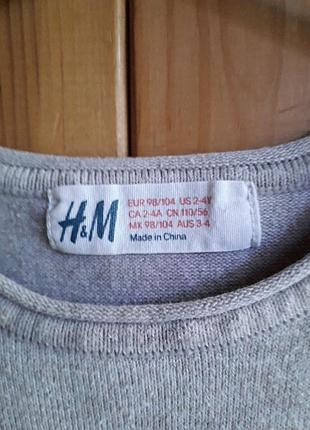 H&M
EUR 98/104 US 2-4Y
CA 2-4A CN 110/56
MX 98/104 AUS 3-4
Made in China